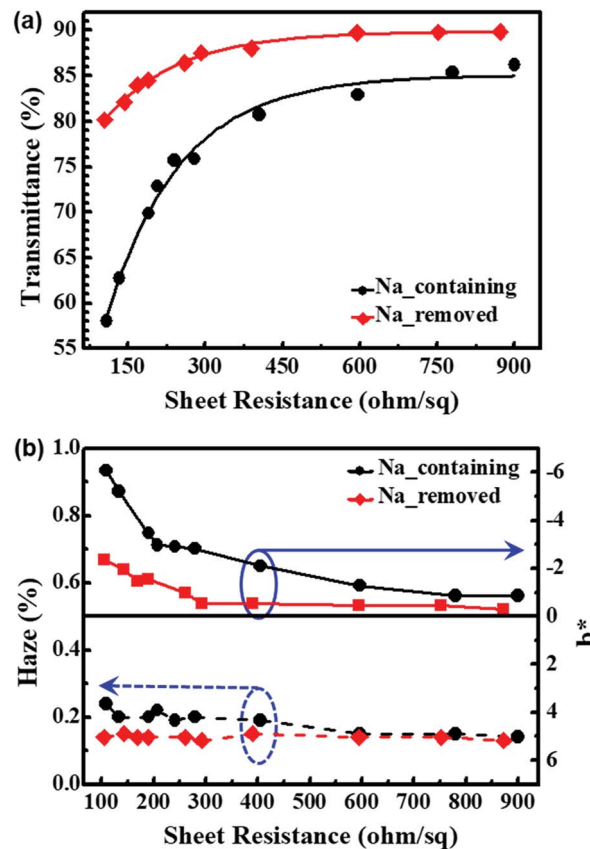 (a)
90
85
80
75
70
65
60
55
Transmittance (%)
Na_containing
Na_removed
150 300 450 600 750 900
Sheet Resistance (ohm/sq)
(b)
1.0
0.8
0.6
0.4
0.2
0.0
Haze (%)
Na_containing
Na_removed
-6
-4
-2
0
2
4
6
b*
100 200 300 400 500 600 700 800 900
Sheet Resistance (ohm/sq)